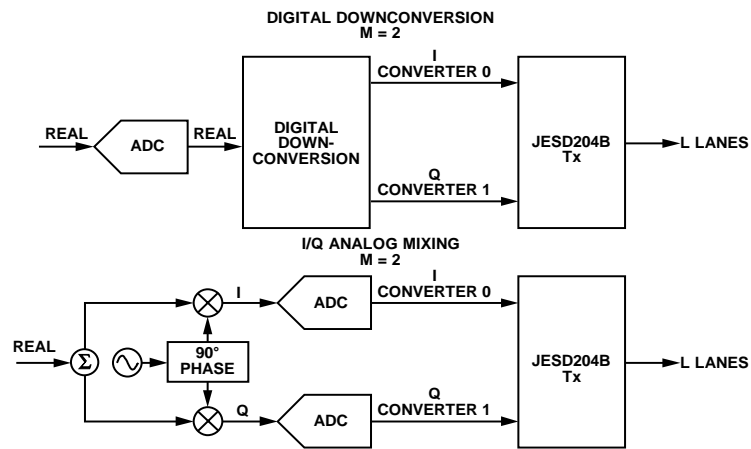 DIGITAL DOWNCONVERSION
M = 2
I
CONVERTER 0
REAL
ADC
REAL
DIGITAL
DOWN-
CONVERSION
JESD204B
Tx
L LANES
Q
CONVERTER 1
I/Q ANALOG MIXING
M = 2
I
CONVERTER 0
I
ADC
REAL
Σ
90°
PHASE
JESD204B
Tx
L LANES
Q
CONVERTER 1
Q
ADC